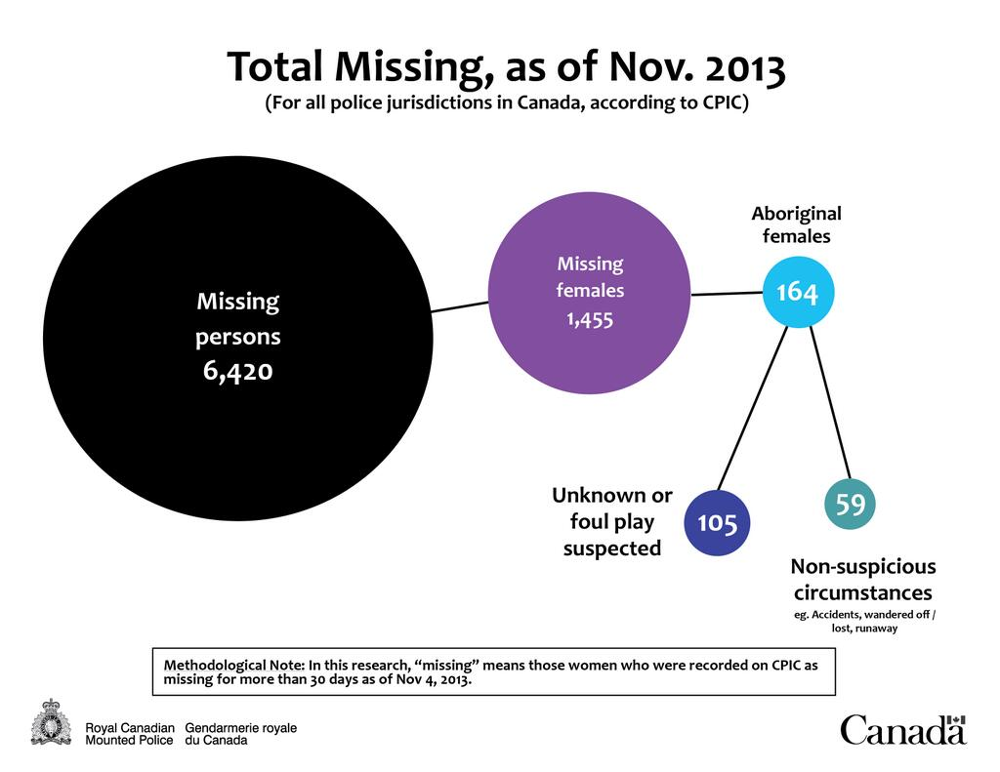 Total Missing, as of Nov. 2013
(For all police jurisdictions in Canada, according to CPIC)
Missing
persons
6,420
Missing
females
1,455
Aboriginal
females
164
Unknown or
foul play
suspected
105
59
Non-suspicious
circumstances
eg. Accidents, wandered off /
lost, runaway
Methodological Note: In this research, “missing” means those women who were recorded on CPIC as
missing for more than 30 days as of Nov 4, 2013.
Royal Canadian
Mounted Police
Gendarmerie royale
du Canada
Canada